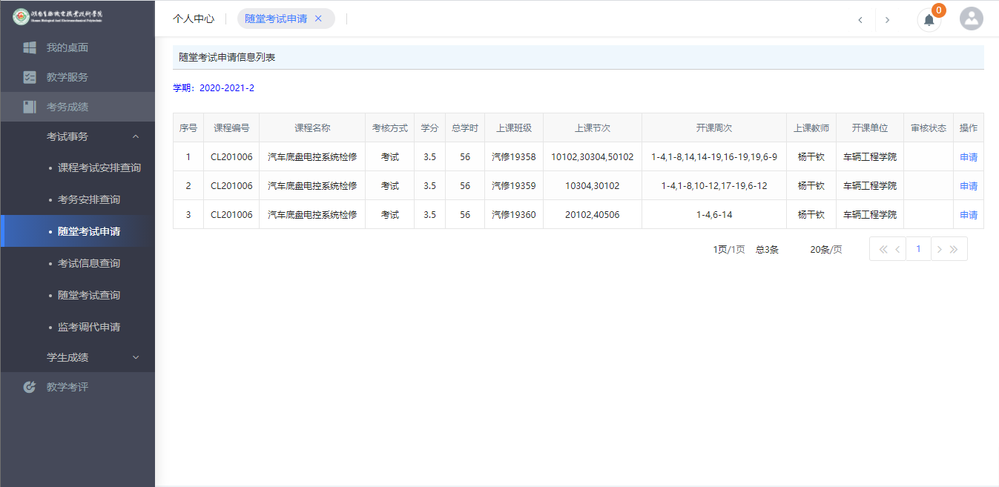 湖南生物机电职业技术学院
Hunan Biological And Electromechanical Polytechnic
个人中心
随堂考试申请
0
我的桌面
教学服务
考务成绩
考试事务
课程考试安排查询
考务安排查询
随堂考试申请
考试信息查询
随堂考试查询
监考调代申请
学生成绩
教学考评
随堂考试申请信息列表
学期：2020-2021-2
序号 课程编号 课程名称 考核方式 学分 总学时 上课班级 上课节次 开课周次 上课教师 开课单位 审核状态 操作
1 CL201006 汽车底盘电控系统检修 考试 3.5 56 汽修19358 10102,30304,50102 1-4,1-8,14,14-19,16-19,19,6-9 杨干钦 车辆工程学院 申请
2 CL201006 汽车底盘电控系统检修 考试 3.5 56 汽修19359 10304,30102 1-4,1-8,10-12,17-19,6-12 杨干钦 车辆工程学院 申请
3 CL201006 汽车底盘电控系统检修 考试 3.5 56 汽修19360 20102,40506 1-4,6-14 杨干钦 车辆工程学院 申请
1页/1页 总3条 20条/页 1